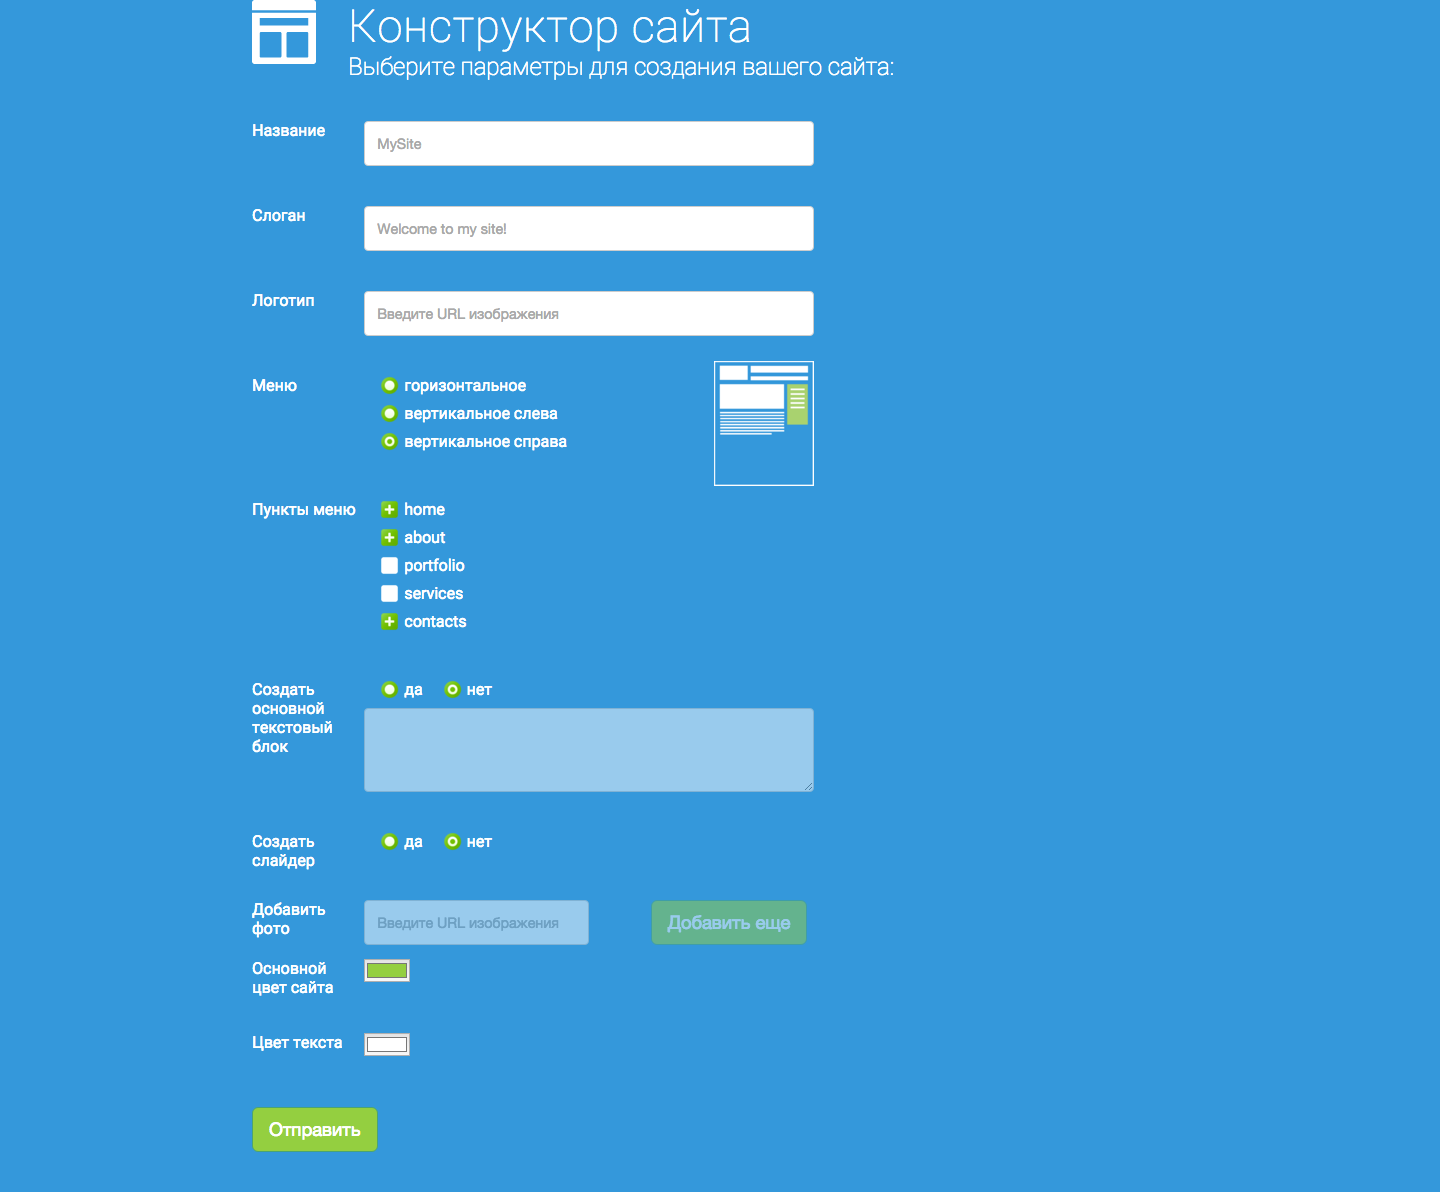 Конструктор сайта
Выберите параметры для создания вашего сайта:
Название
MySite
Слоган
Welcome to my site!
Логотип
Введите URL изображения
Меню
горизонтальное
вертикальное слева
вертикальное справа
Пункты меню
home
about
portfolio
services
contacts
Создать
основной
текстовый
блок
да нет
Создать
слайдер
да нет
Добавить
фото
Введите URL изображения
Добавить еще
Основной
цвет сайта
Цвет текста
Отправить